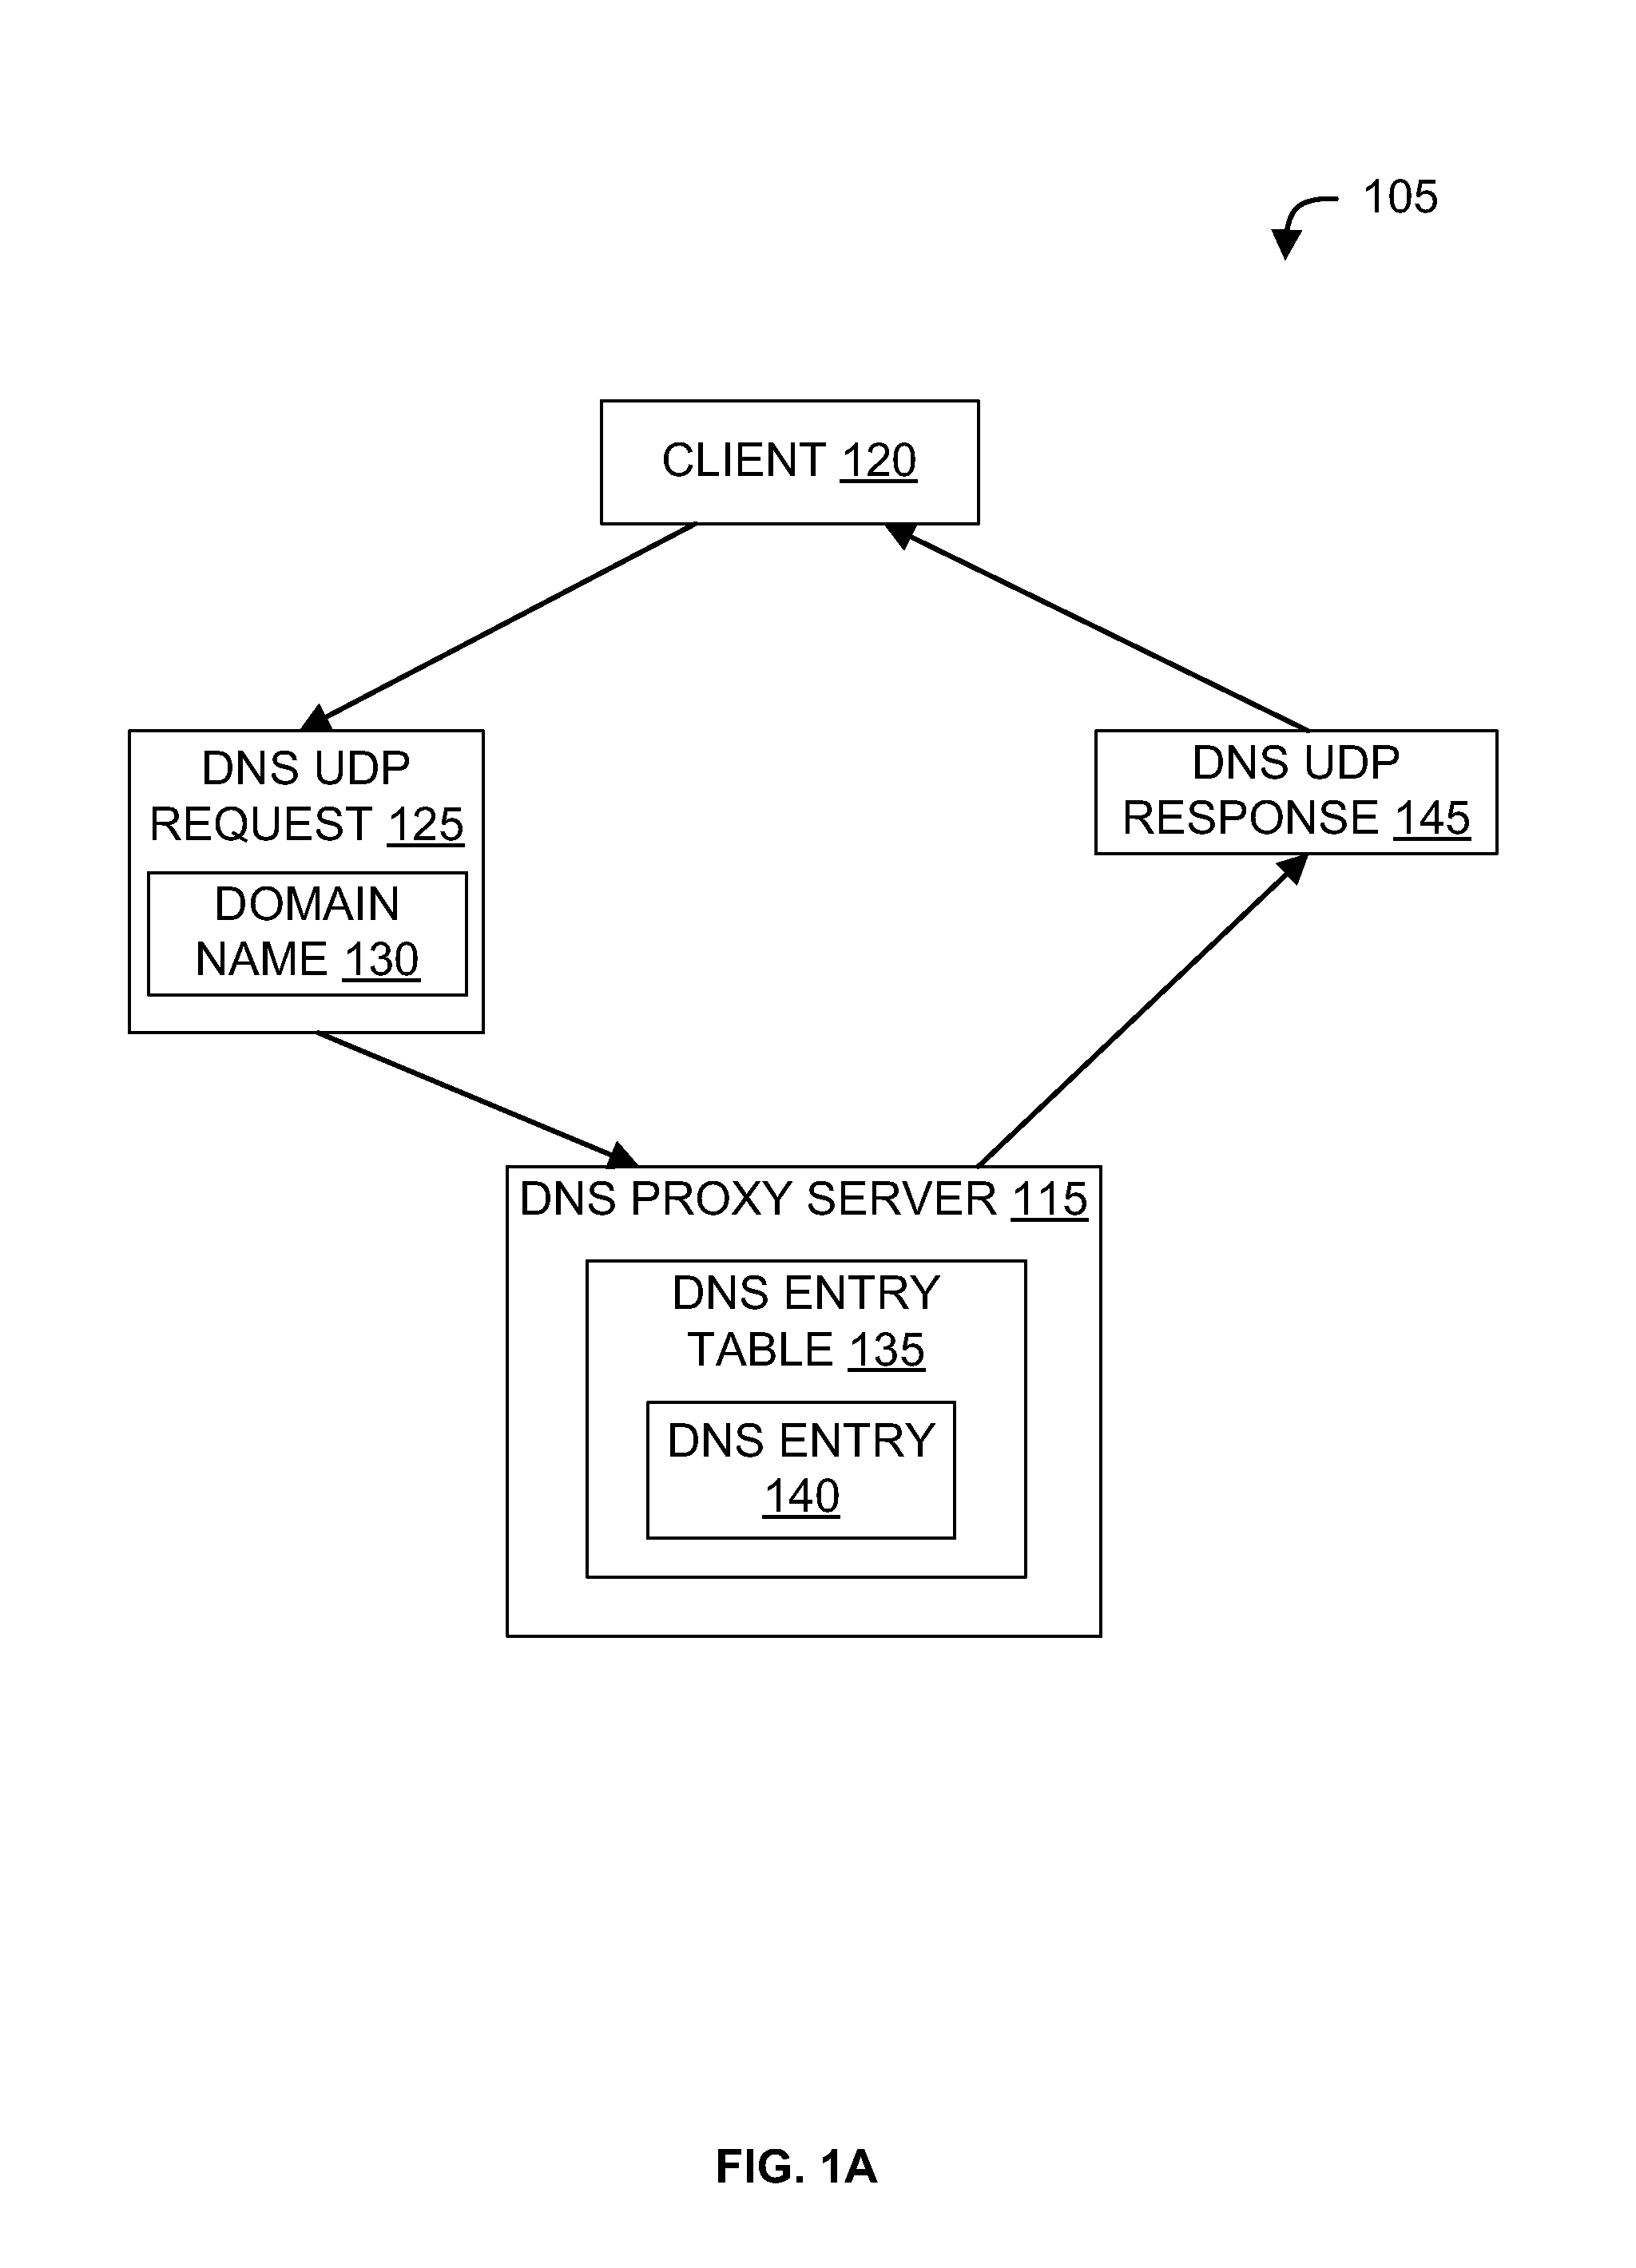 105
CLIENT 120
DNS UDP
REQUEST 125
DOMAIN
NAME 130
DNS UDP
RESPONSE 145
DNS PROXY SERVER 115
DNS ENTRY
TABLE 135
DNS ENTRY
140
FIG. 1A